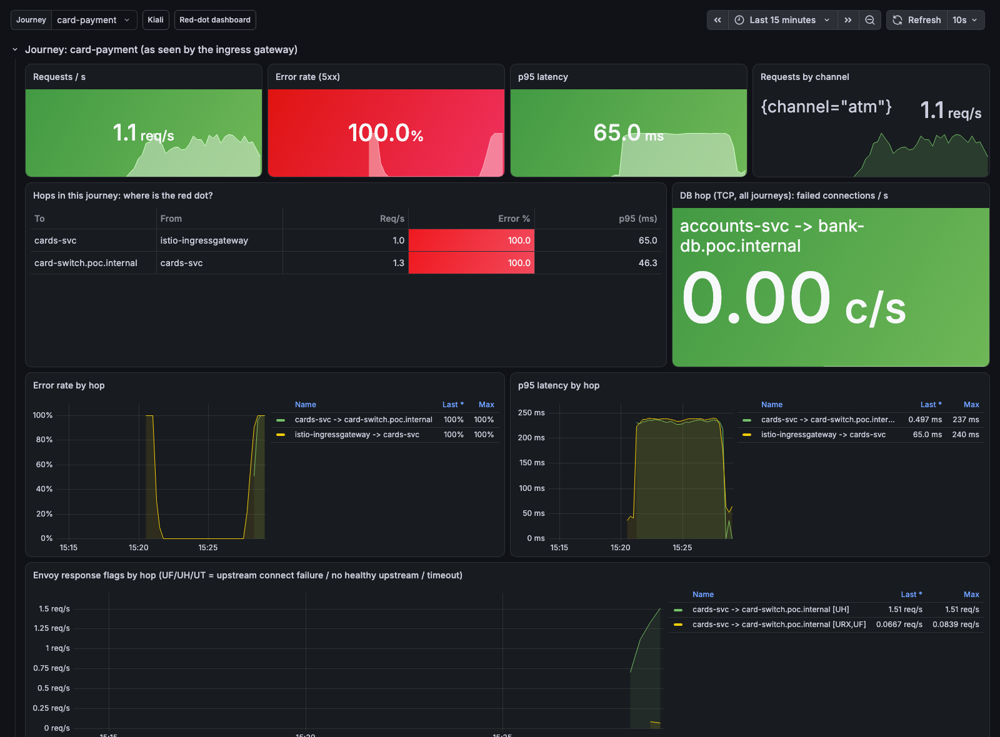 Journey card-payment Kiali Red-dot dashboard Last 15 minutes Refresh 10s
Journey: card-payment (as seen by the ingress gateway)
Requests / s
1.1 req/s
Error rate (5xx)
100.0%
p95 latency
65.0 ms
Requests by channel
{channel="atm"} 1.1 req/s
Hops in this journey: where is the red dot?
To From Req/s Error % p95 (ms)
cards-svc istio-ingressgateway 1.0 100.0 65.0
card-switch.poc.internal cards-svc 1.3 100.0 46.3
DB hop (TCP, all journeys): failed connections / s
accounts-svc -> bank-
db.poc.internal
0.00 c/s
Error rate by hop
100%
80%
60%
40%
20%
0%
15:15 15:20 15:25
Name Last * Max
cards-svc -> card-switch.poc.internal 100% 100%
istio-ingressgateway -> cards-svc 100% 100%
p95 latency by hop
250 ms
200 ms
150 ms
100 ms
50 ms
0 ms
15:15 15:20 15:25
Name Last * Max
cards-svc -> card-switch.poc.inter... 0.497 ms 237 ms
istio-ingressgateway -> cards-svc 65.0 ms 240 ms
Envoy response flags by hop (UF/UH/UT = upstream connect failure / no healthy upstream / timeout)
1.5 req/s
1.25 req/s
1 req/s
0.75 req/s
0.5 req/s
0.25 req/s
0 req/s
15:15 15:20 15:25
Name Last * Max
cards-svc -> card-switch.poc.internal [UH] 1.51 req/s 1.51 req/s
cards-svc -> card-switch.poc.internal [URX,UF] 0.0667 req/s 0.0839 req/s